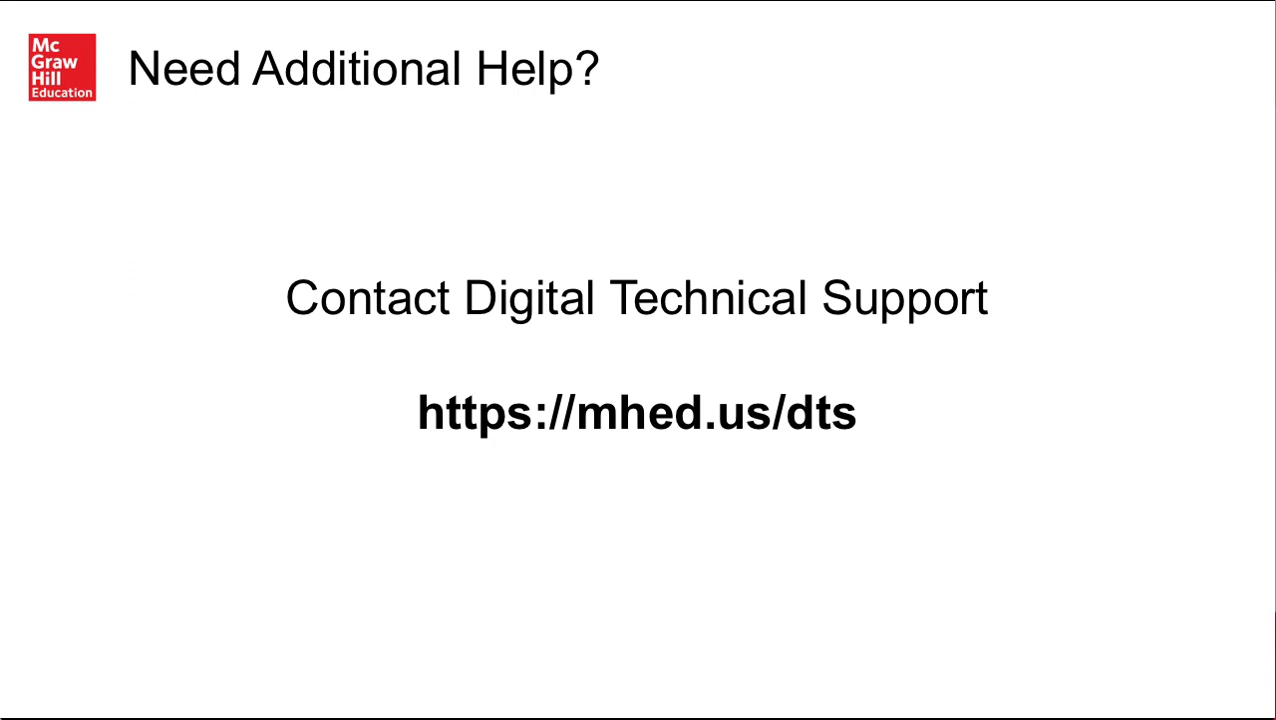 Mc
Graw
Hill
Education
Need Additional Help?
Contact Digital Technical Support
https://mhed.us/dts